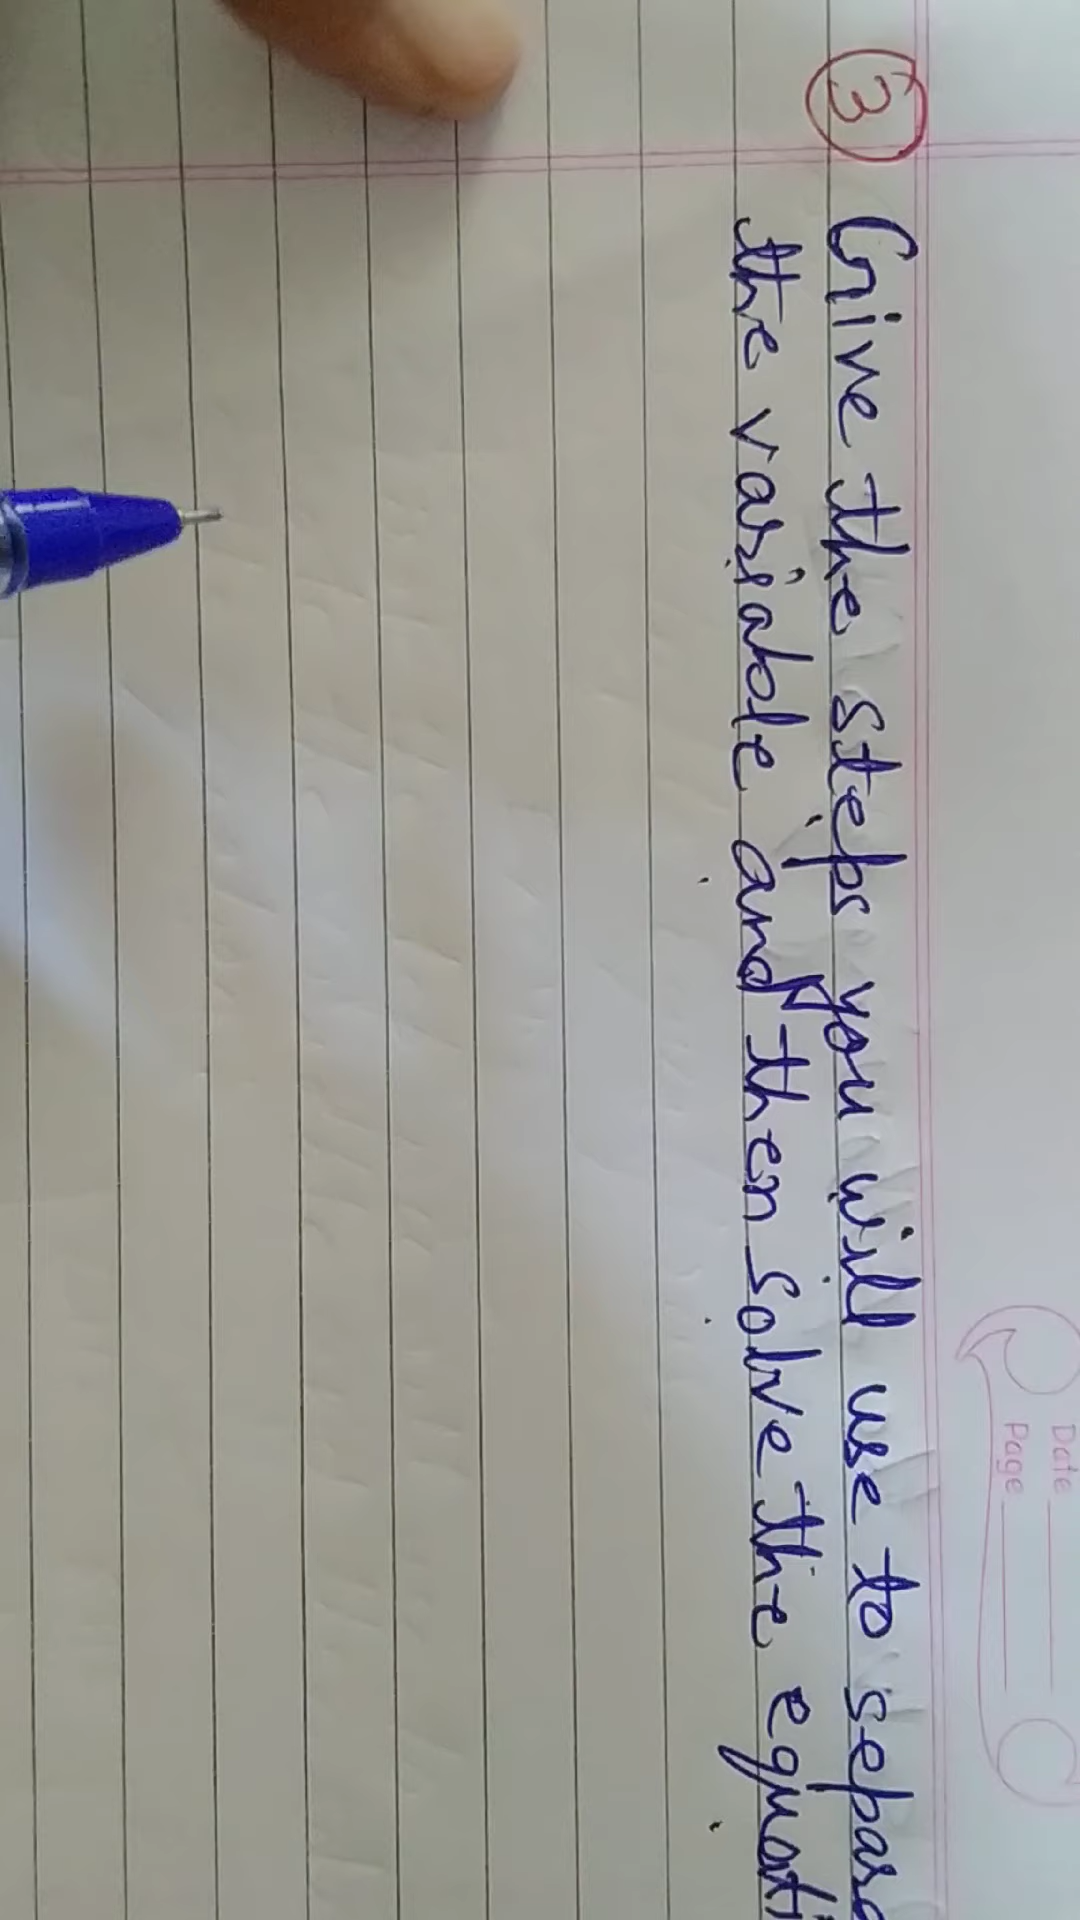 Date
Page
3 Give the steps you will use to separa
the variable and then solve the equati